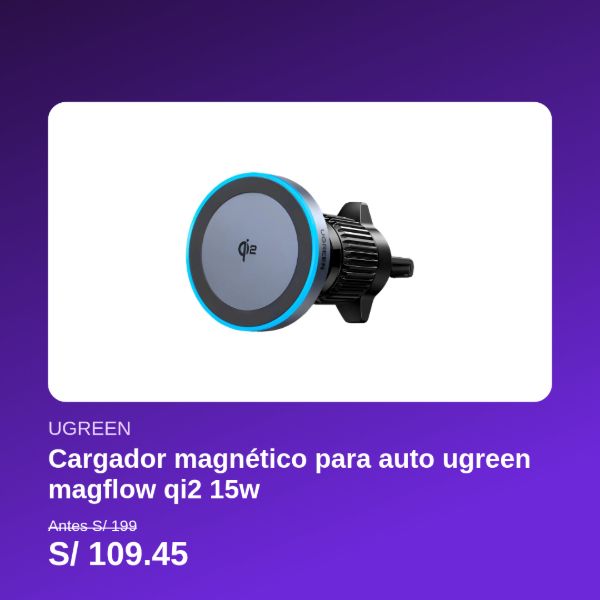 Qi2
UGREEN
UGREEN
Cargador magnético para auto ugreen
magflow qi2 15w
Antes S/ 199
S/ 109.45